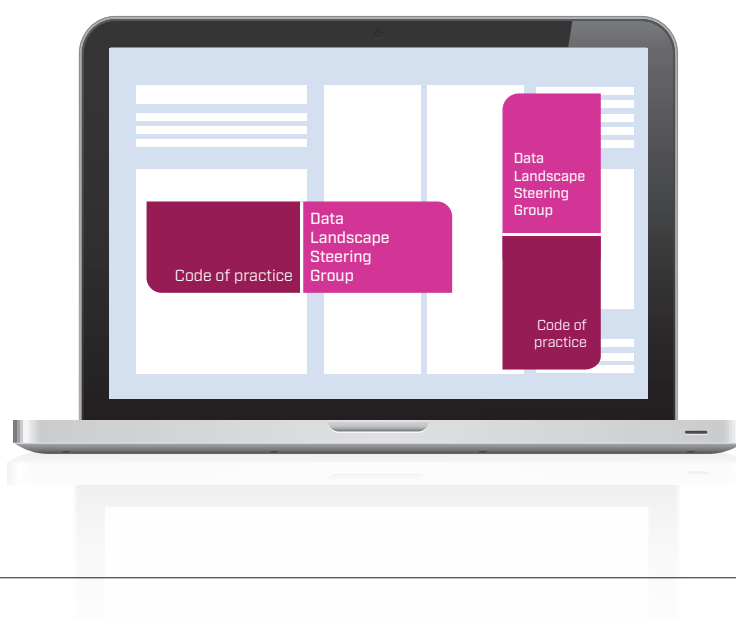 Code of practice
Data
Landscape
Steering
Group
Data
Landscape
Steering
Group
Code of
practice